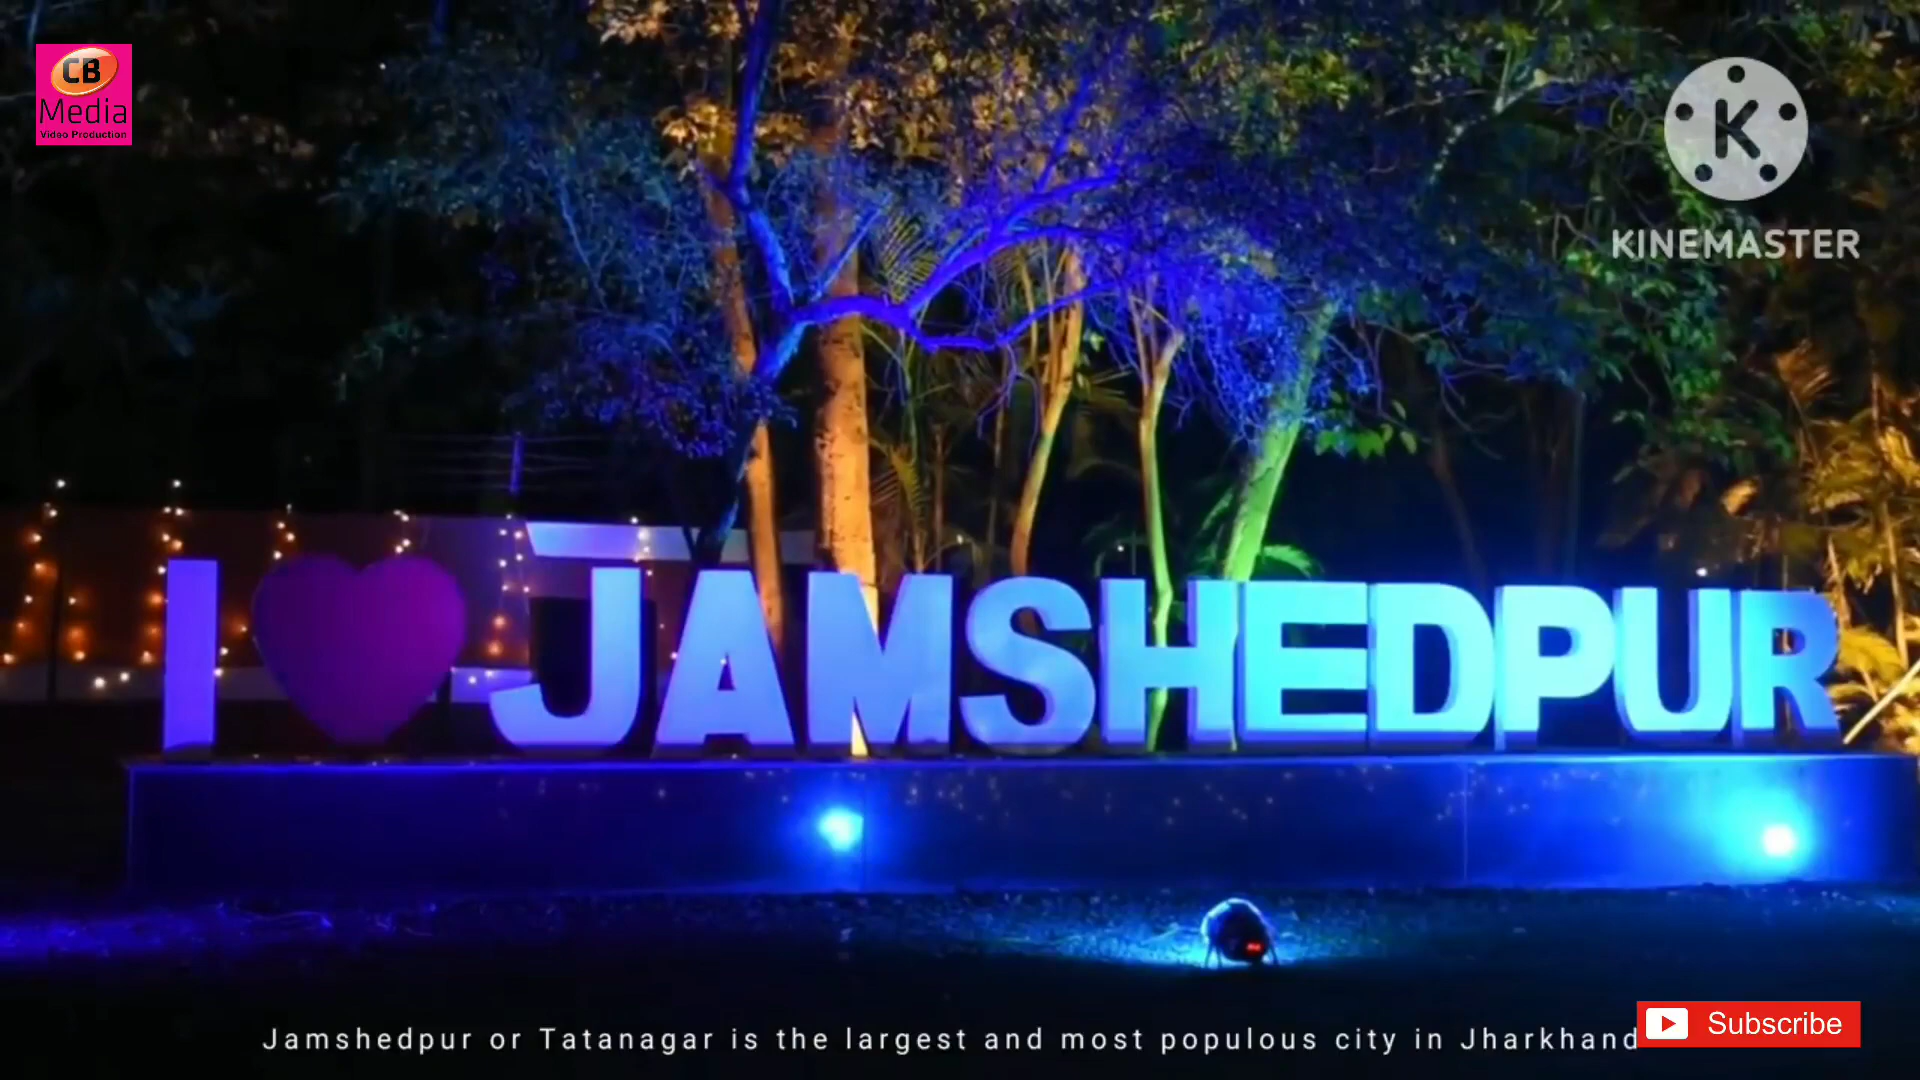 CB
Media
Video Production
K
KINEMASTER
I JAMSHEDPUR
Jamshedpur or Tatanagar is the largest and most populous city in Jharkhand
Subscribe